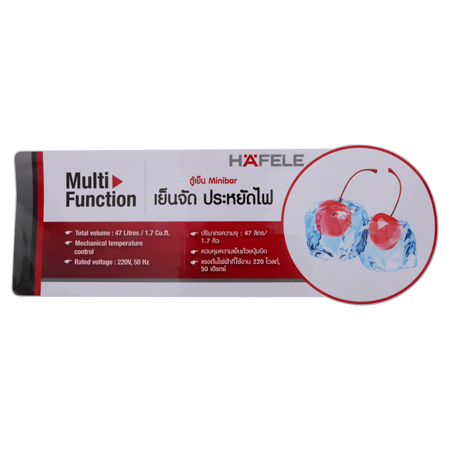 HÄFELE
Multi
Function
ตู้เย็น Minibar
เย็นจัด ประหยัดไฟ
Total volume : 47 Litres / 1.7 Cu.ft.
Mechanical temperature
control
Rated voltage : 220V, 50 Hz
ปริมาตรความจุ : 47 ลิตร/
1.7 คิว
ควบคุมความเย็นด้วยปุ่มบิด
แรงดันไฟฟ้าที่ใช้งาน 220 โวลต์,
50 เฮิรตซ์